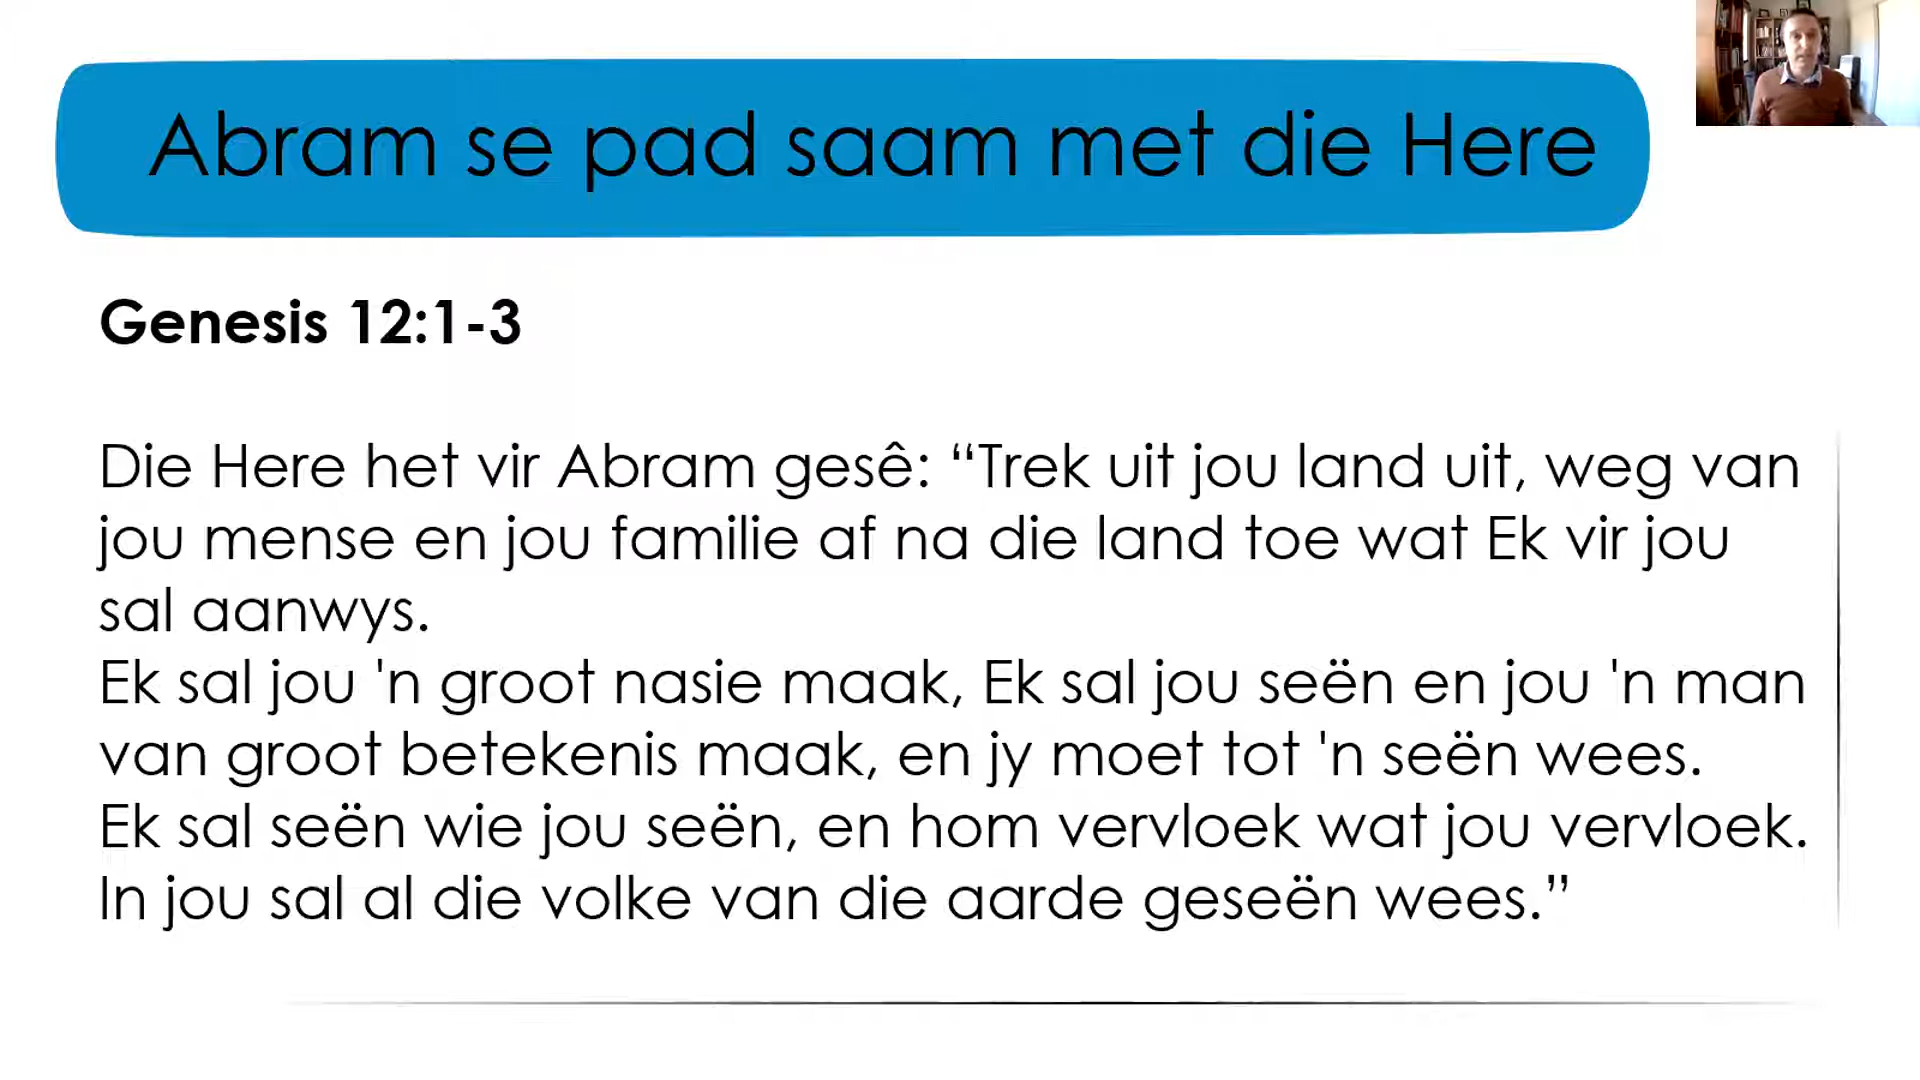 Abram se pad saam met die Here
Genesis 12:1-3
Die Here het vir Abram gesê: “Trek uit jou land uit, weg van
jou mense en jou familie af na die land toe wat Ek vir jou
sal aanwys.
Ek sal jou 'n groot nasie maak, Ek sal jou seën en jou 'n man
van groot betekenis maak, en jy moet tot 'n seën wees.
Ek sal seën wie jou seën, en hom vervloek wat jou vervloek.
In jou sal al die volke van die aarde geseën wees.”